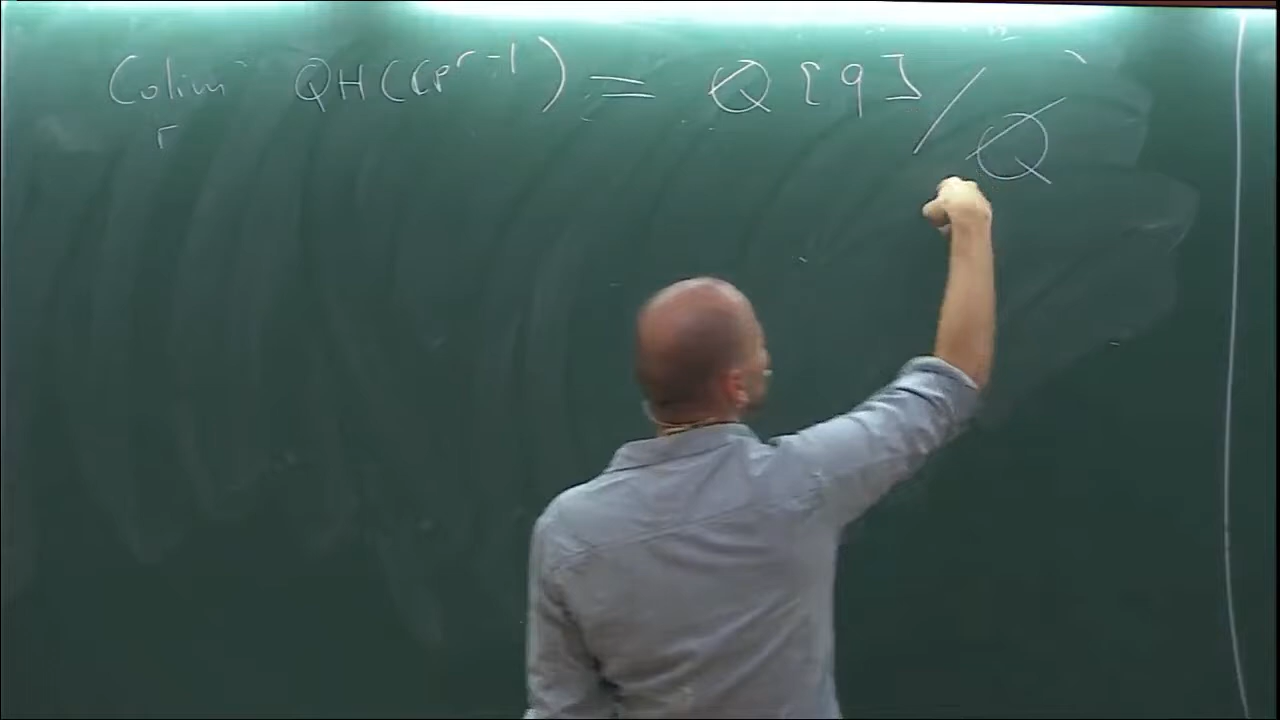 Colim QH(CP^{r-1}) = Q[q] / Q
r